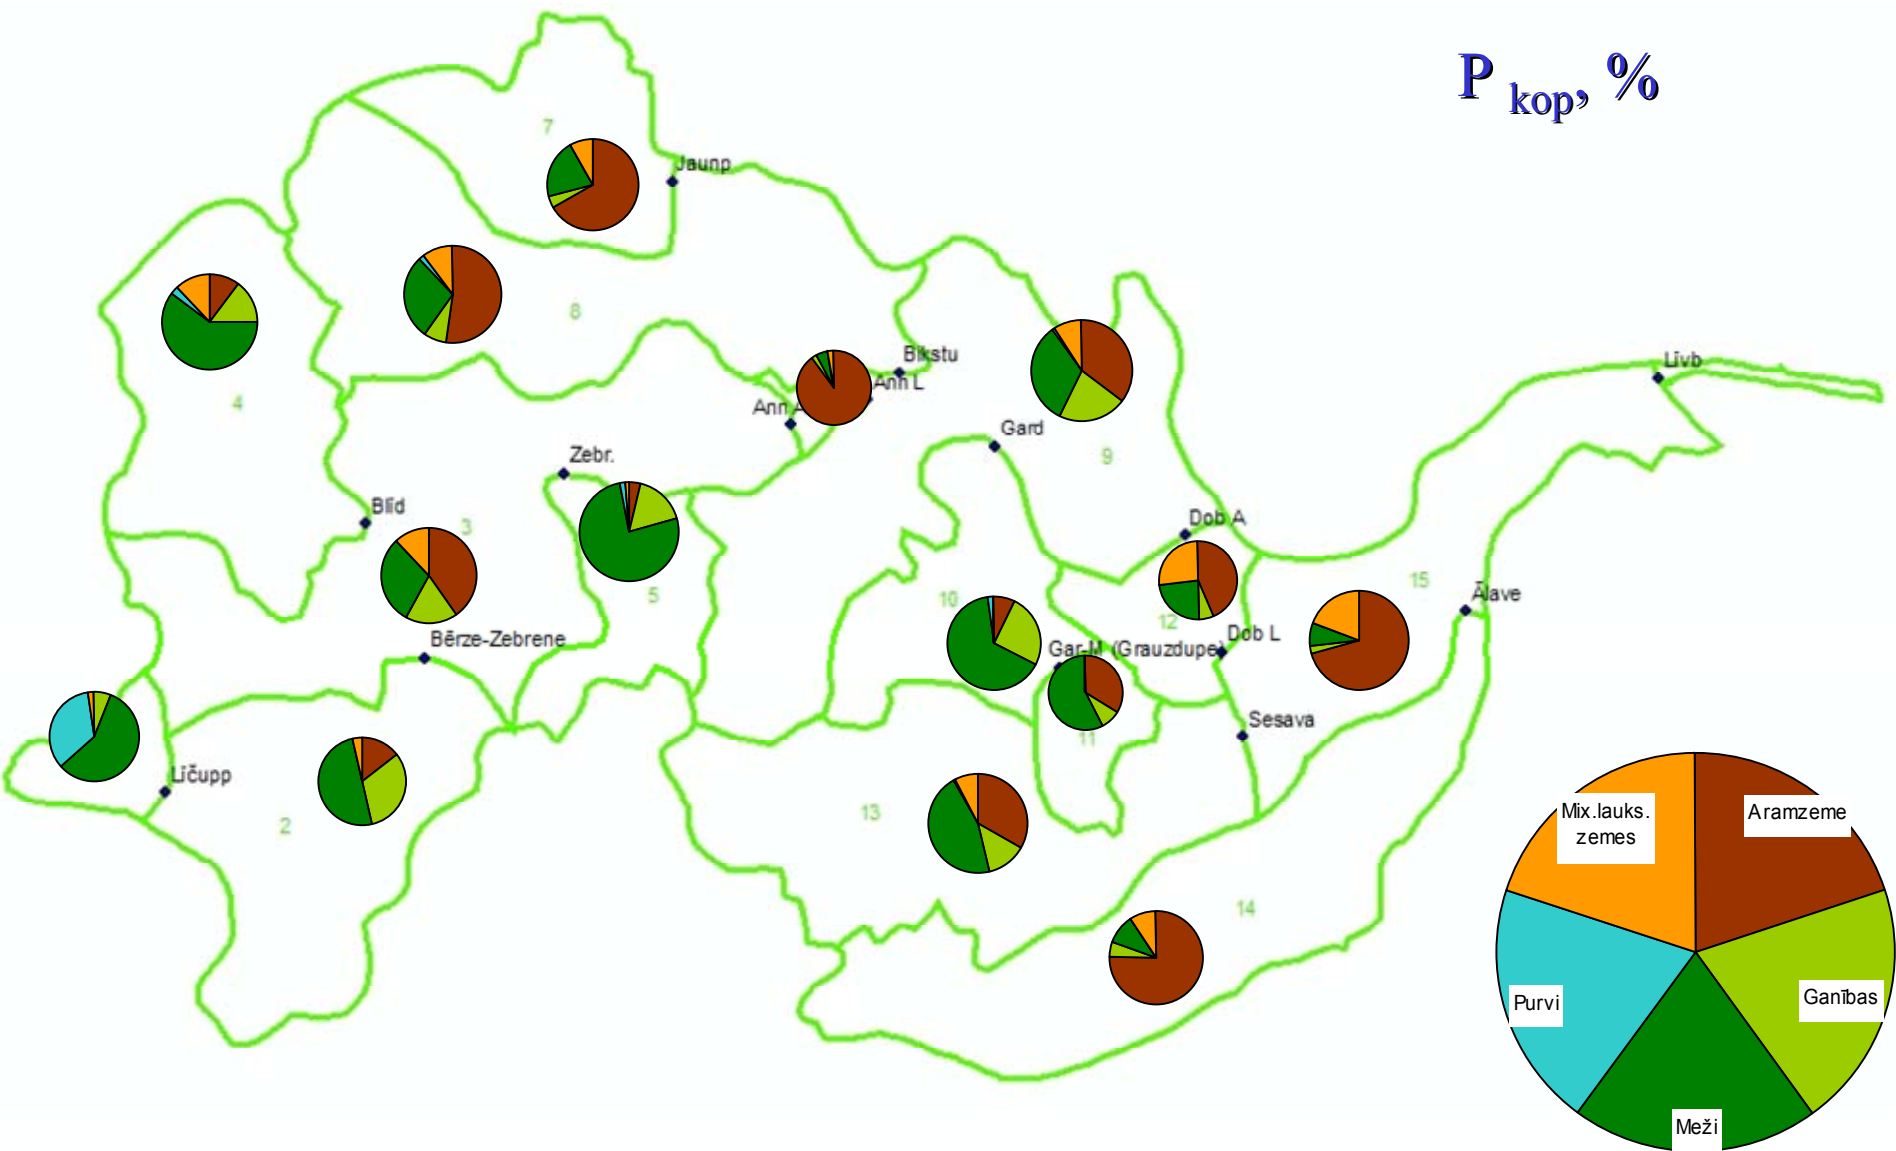 P kop, %
7
Jaunp
8
4
Bikstu
Ann L
Ann A
Līvb
Gard
9
Zebr.
Blīd
3
Dob A
5
10
12
15
Ālave
Bērze-Zebrene
Dob L
Gar-M (Grauzdupe)
11
Sesava
Līčupp
2
13
14
Mix.lauks.
zemes
Aramzeme
Purvi
Ganības
Meži